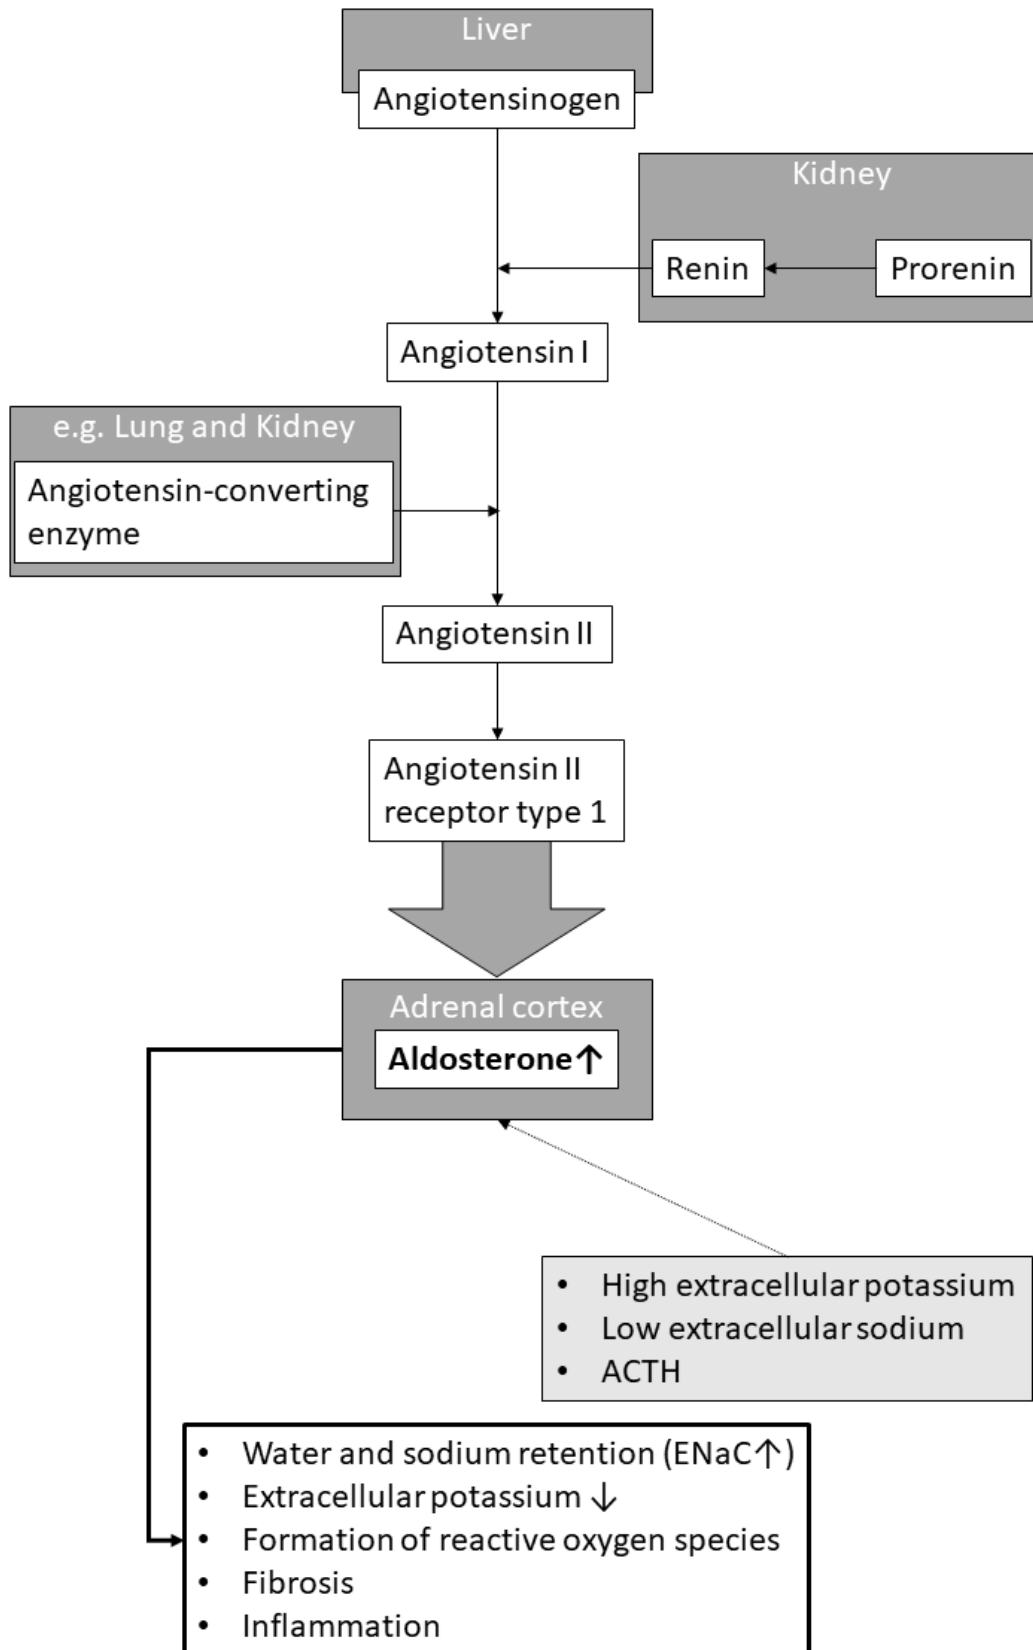 Liver
Angiotensinogen
Kidney
Renin
Prorenin
Angiotensin I
e.g. Lung and Kidney
Angiotensin-converting
enzyme
Angiotensin II
Angiotensin II
receptor type 1
Adrenal cortex
Aldosterone↑
• High extracellular potassium
• Low extracellular sodium
• ACTH
• Water and sodium retention (ENaC↑)
• Extracellular potassium ↓
• Formation of reactive oxygen species
• Fibrosis
• Inflammation